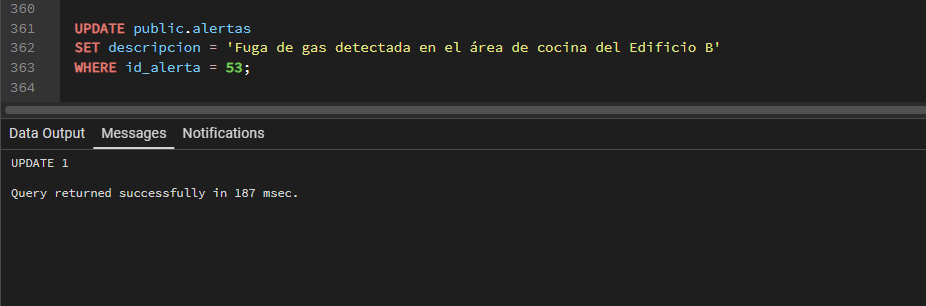 360
361 UPDATE public.alertas
362 SET descripcion = 'Fuga de gas detectada en el área de cocina del Edificio B'
363 WHERE id_alerta = 53;
364
Data Output Messages Notifications
UPDATE 1
Query returned successfully in 187 msec.